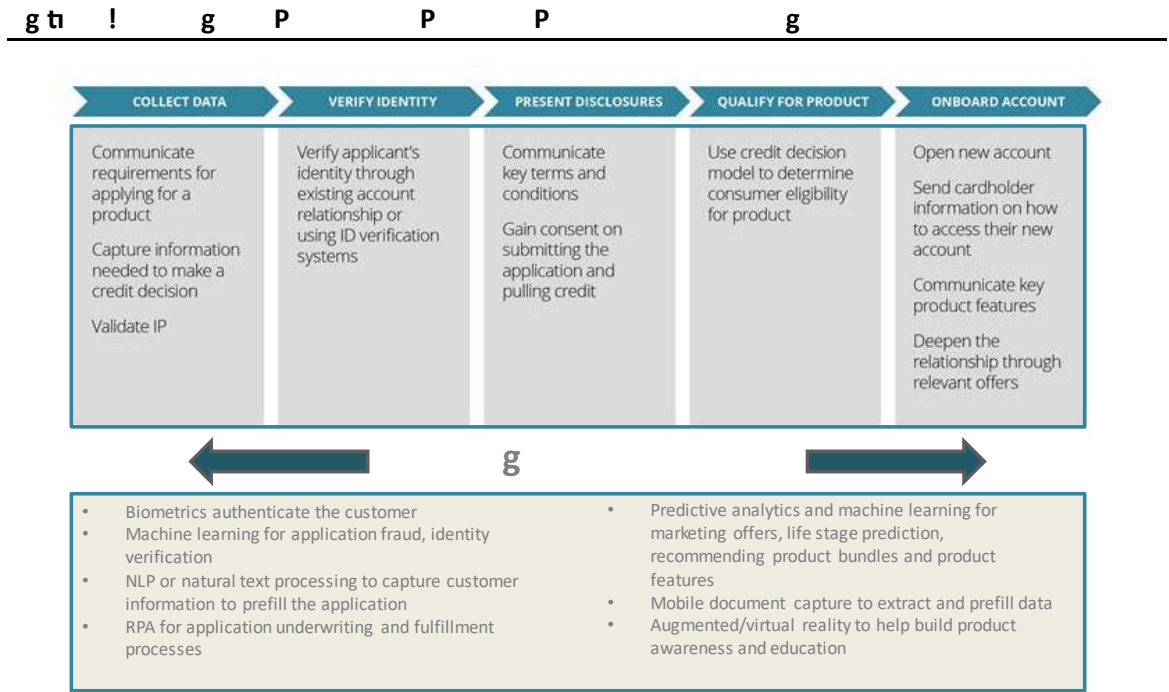 g ti ! g P P P g
COLLECT DATA
VERIFY IDENTITY
PRESENT DISCLOSURES
QUALIFY FOR PRODUCT
ONBOARD ACCOUNT
Communicate
requirements for
applying for a
product
Capture information
needed to make a
credit decision
Validate IP
Verify applicant's
identity through
existing account
relationship or
using ID verification
systems
Communicate
key terms and
conditions
Gain consent on
submitting the
application and
pulling credit
Use credit decision
model to determine
consumer eligibility
for product
Open new account
Send cardholder
information on how
to access their new
account
Communicate key
product features
Deepen the
relationship through
relevant offers
g
• Biometrics authenticate the customer
• Machine learning for application fraud, identity
verification
• NLP or natural text processing to capture customer
information to prefill the application
• RPA for application underwriting and fulfillment
processes
• Predictive analytics and machine learning for
marketing offers, life stage prediction,
recommending product bundles and product
features
• Mobile document capture to extract and prefill data
• Augmented/virtual reality to help build product
awareness and education